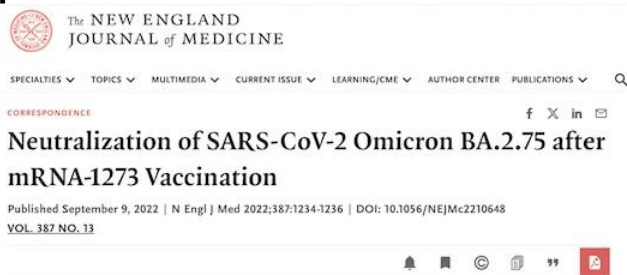 The NEW ENGLAND
JOURNAL of MEDICINE
SPECIALTIES TOPICS MULTIMEDIA CURRENT ISSUE LEARNING/CME AUTHOR CENTER PUBLICATIONS
CORRESPONDENCE
Neutralization of SARS-CoV-2 Omicron BA.2.75 after
mRNA-1273 Vaccination
Published September 9, 2022 | N Engl J Med 2022;387:1234-1236 | DOI: 10.1056/NEJMc2210648
VOL. 387 NO. 13